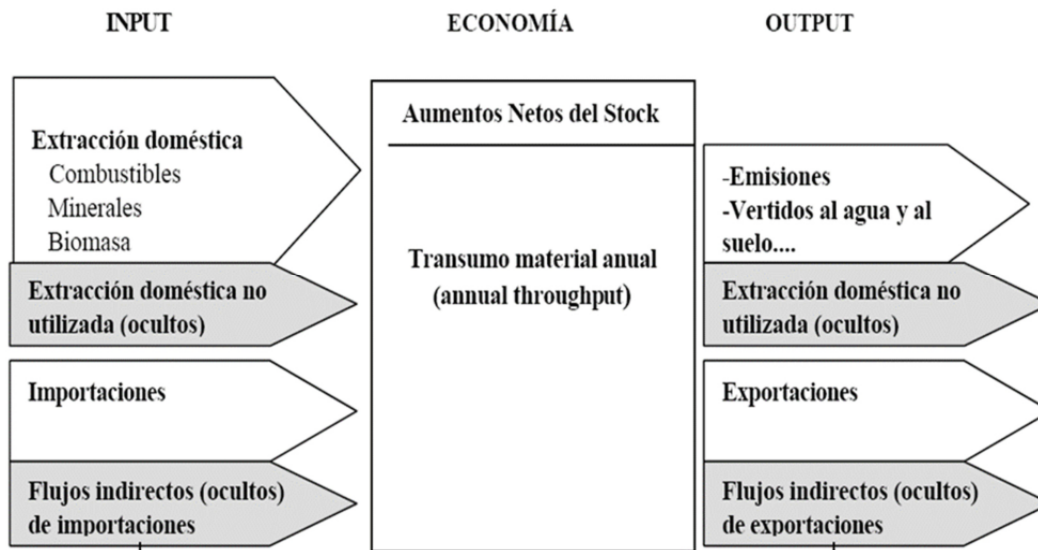 INPUT
ECONOMÍA
OUTPUT
Extracción doméstica
Combustibles
Minerales
Biomasa
Extracción doméstica no
utilizada (ocultos)
Importaciones
Flujos indirectos (ocultos)
de importaciones
Aumentos Netos del Stock
Transumo material anual
(annual throughput)
-Emisiones
-Vertidos al agua y al
suelo....
Extracción doméstica no
utilizada (ocultos)
Exportaciones
Flujos indirectos (ocultos)
de exportaciones